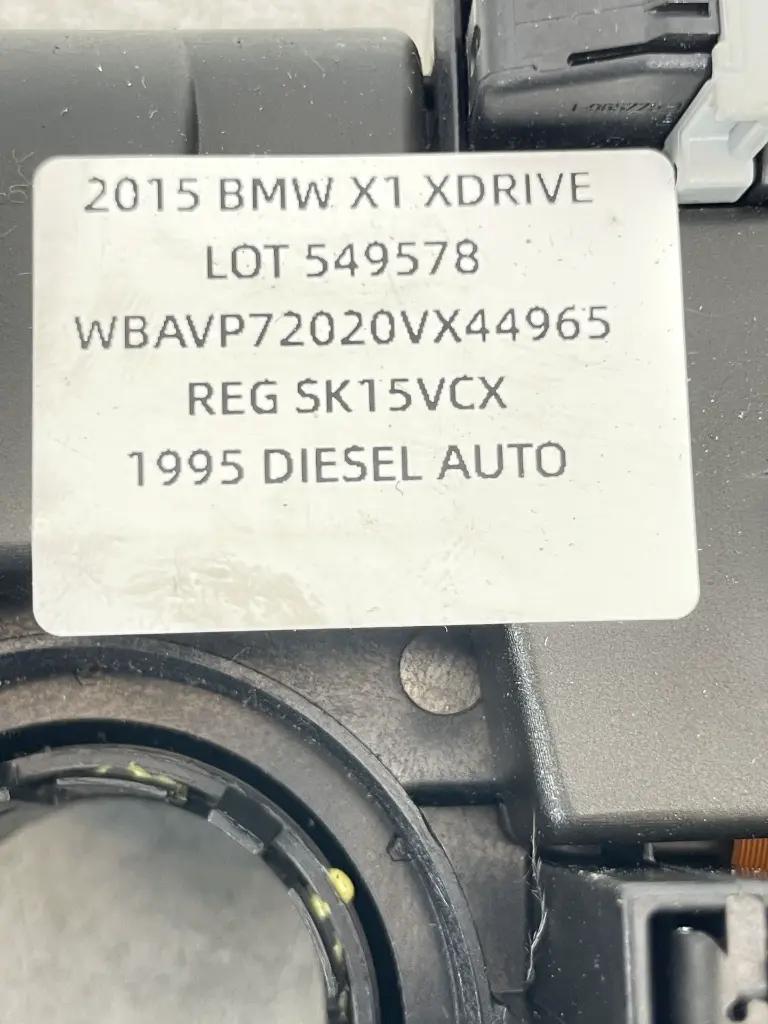 2015 BMW X1 XDRIVE
LOT 549578
WBAVP72020VX44965
REG SK15VCX
1995 DIESEL AUTO